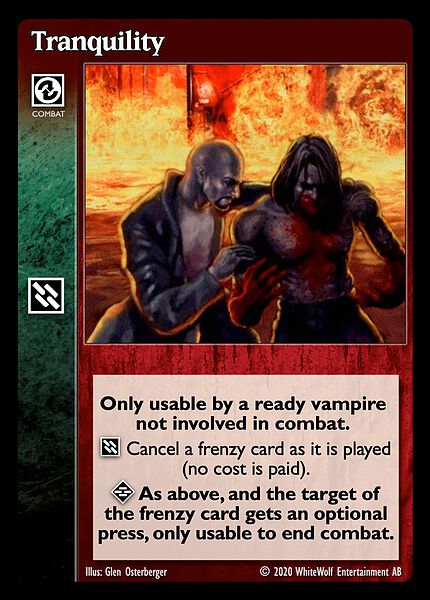 Tranquility
COMBAT
Only usable by a ready vampire
not involved in combat.
Cancel a frenzy card as it is played
(no cost is paid).
As above, and the target of
the frenzy card gets an optional
press, only usable to end combat.
Illus: Glen Osterberger
© 2020 WhiteWolf Entertainment AB